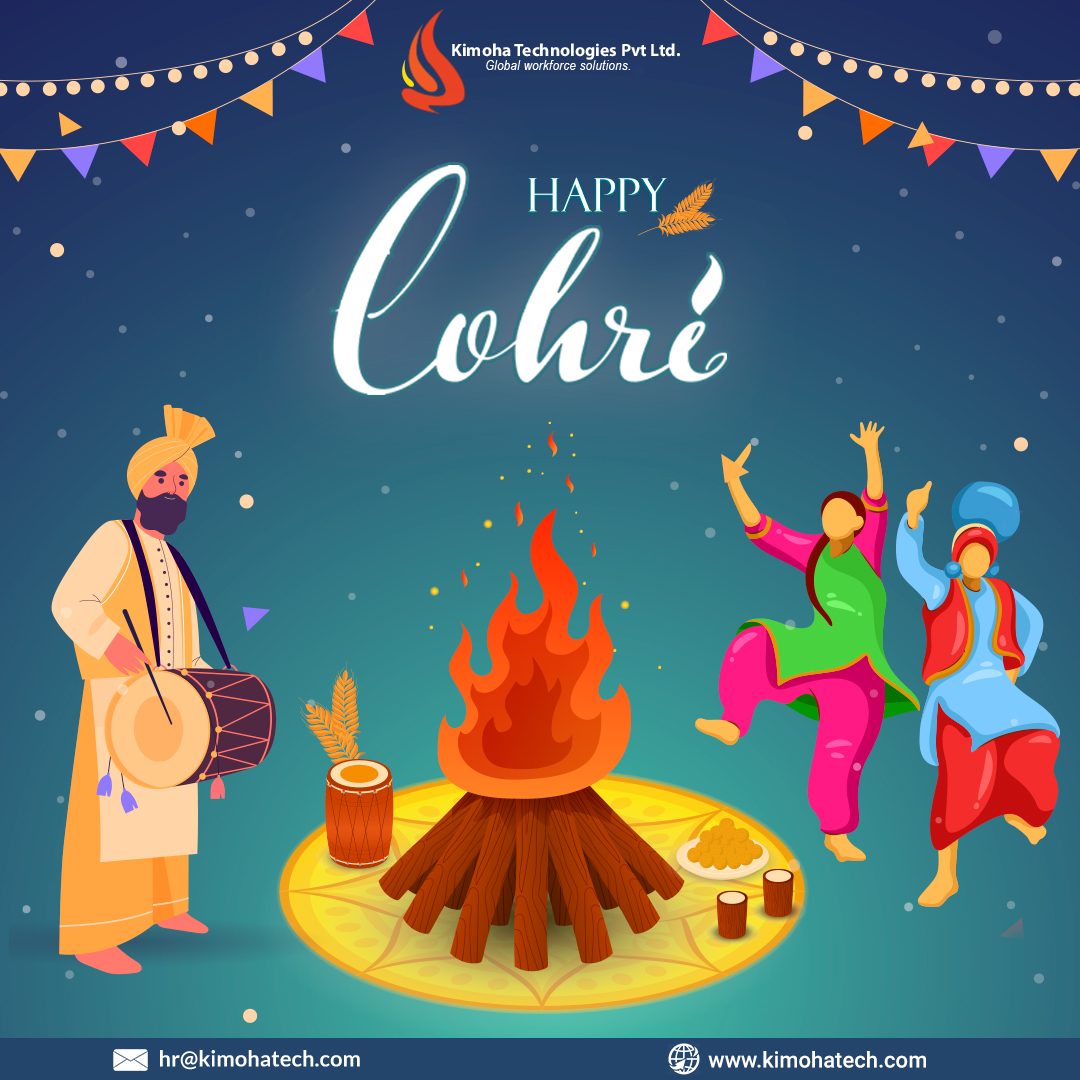 Kimoha Technologies Pvt Ltd.
Global workforce solutions.
HAPPY
Lohri
hr@kimohatech.com
www.kimohatech.com